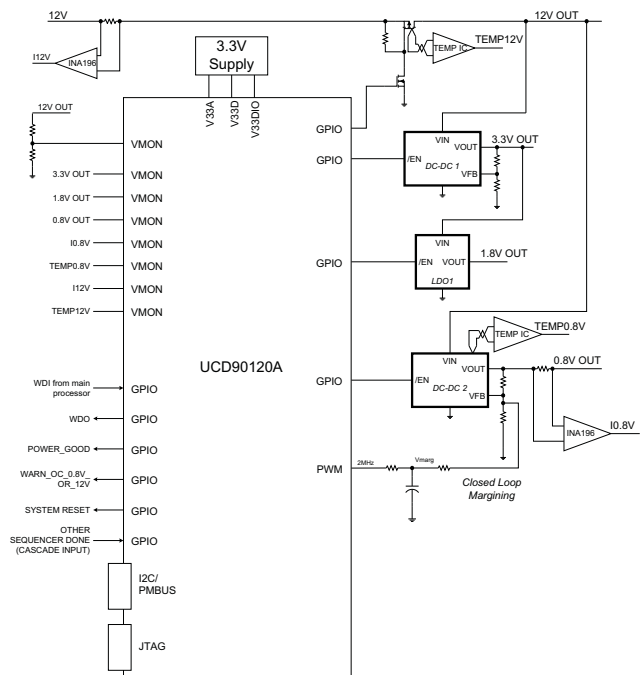 12V
12V OUT
TEMP IC
TEMP12V
I12V
INA196
3.3V
Supply
V33A
V33D
V33DIO
12V OUT
GPIO
VMON
GPIO
VIN
VOUT
3.3V OUT
/EN
DC-DC 1
VFB
3.3V OUT
VMON
1.8V OUT
VMON
0.8V OUT
VMON
I0.8V
VMON
TEMP0.8V
VMON
I12V
VMON
TEMP12V
VMON
GPIO
VIN
/EN
VOUT
1.8V OUT
LDO1
TEMP IC
TEMP0.8V
VIN
VOUT
0.8V OUT
UCD90120A
GPIO
/EN
DC-DC 2
VFB
INA196
I0.8V
WDI from main
processor
GPIO
WDO
GPIO
POWER_GOOD
GPIO
WARN_OC_0.8V_
OR_12V
GPIO
SYSTEM RESET
GPIO
OTHER
SEQUENCER DONE
(CASCADE INPUT)
GPIO
PWM
2MHz
Vmarg
Closed Loop
Margining
I2C/
PMBUS
JTAG